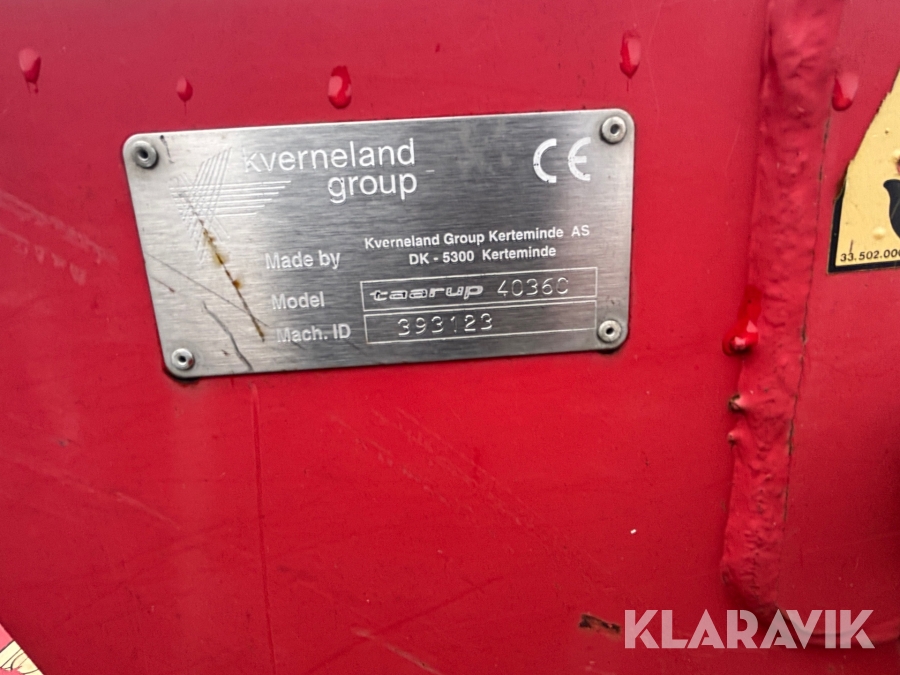 kverneland
group
CE
Made by
Kverneland Group Kerteminde AS
DK - 5300 Kerteminde
Model
taarup 4036C
Mach. ID
393123
33.502.000
KLARAVIK